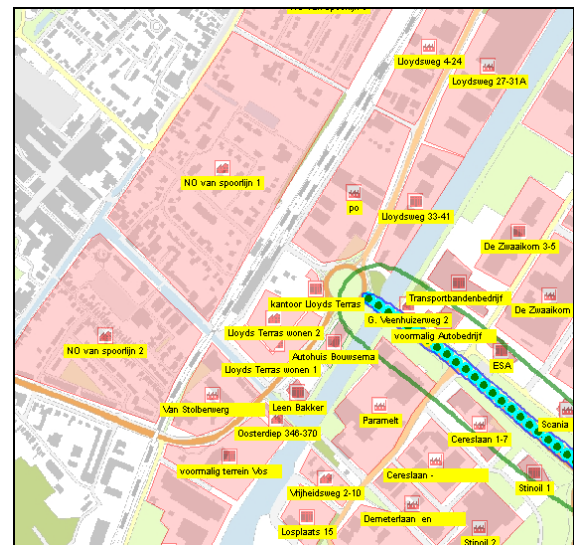 Lloydsweg 4-24
Loydsweg 27-31A
NO van spoorlijn 1
po
Lloydsweg 33-41
De Zwaaikom 3-5
kantoor Lloyds Terras
Transportbandenbedrijf
De Zwaaikom
G. Veenhuizerweg 2
Lloyds Terras wonen 2
voormalig Autobedrijf
NO van spoorlijn 2
Autohuis Bouwsema
ESA
Lloyds Terras wonen 1
Van Stolberwerg
Leen Bakker
Paramelt
Scania
Oosterdiep 346-370
Cereslaan 1-7
voormalig terrein Vos
Cereslaan -
Stinoil 1
Vrijheidsweg 2-10
Demeterlaan en
Losplaats 15
Stinoil 2